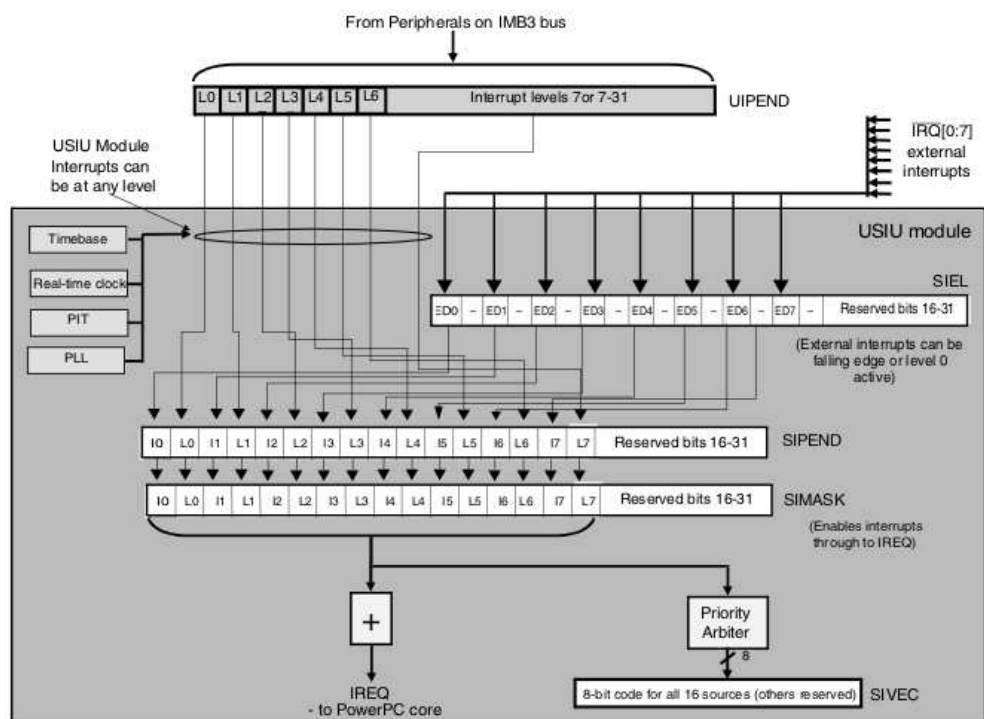 From Peripherals on IMB3 bus
L0 L1 L2 L3 L4 L5 L6 Interrupt levels 7or 7-31
UIPEND
IRQ[0:7]
external
interrupts
USIU Module
Interrupts can
be at any level
USIU module
Timebase
Real-time clock
PIT
PLL
SIEL
ED0 - ED1 - ED2 - ED3 - ED4 - ED5 - ED6 - ED7 - Reserved bits 16-31
(External interrupts can be
falling edge or level 0
active)
I0 L0 I1 L1 I2 L2 I3 L3 I4 L4 I5 L5 I6 L6 I7 L7 Reserved bits 16-31
SIPEND
I0 L0 I1 L1 I2 L2 I3 L3 I4 L4 I5 L5 I6 L6 I7 L7 Reserved bits 16-31
SIMASK
(Enables interrupts
through to IREQ)
+
Priority
Arbiter
8
IREQ
- to PowerPC core
8-bit code for all 16 sources (others reserved)
SIVEC